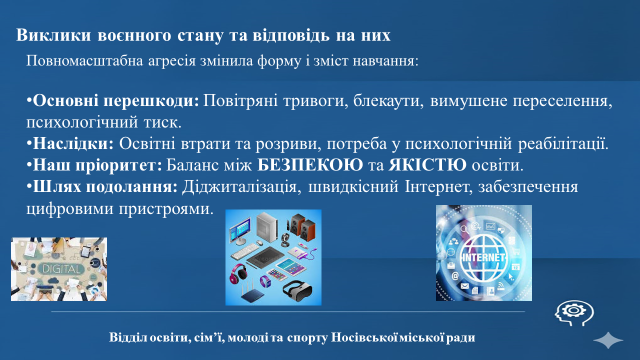 Виклики воєнного стану та відповідь на них
Повномасштабна агресія змінила форму і зміст навчання:
•Основні перешкоди: Повітряні тривоги, блекаути, вимушене переселення,
психологічний тиск.
•Наслідки: Освітні втрати та розриви, потреба у психологічній реабілітації.
•Наш пріоритет: Баланс між БЕЗПЕКОЮ та ЯКІСТЮ освіти.
•Шлях подолання: Діджиталізація, швидкісний Інтернет, забезпечення
цифровими пристроями.
DIGITAL
INTERNET
Відділ освіти, сім’ї, молоді та спорту Носівської міської ради